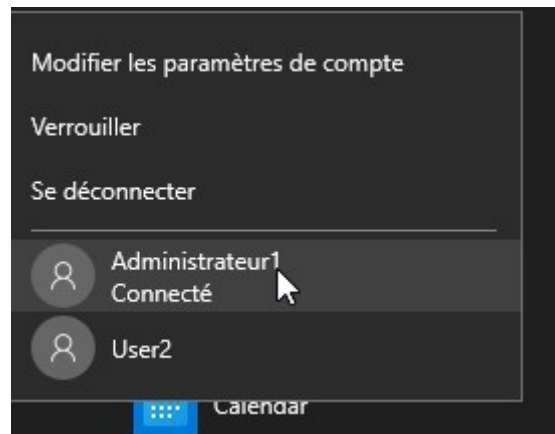 Modifier les paramètres de compte
Verrouiller
Se déconnecter
Administrateur1
Connecté
User2
Calendar